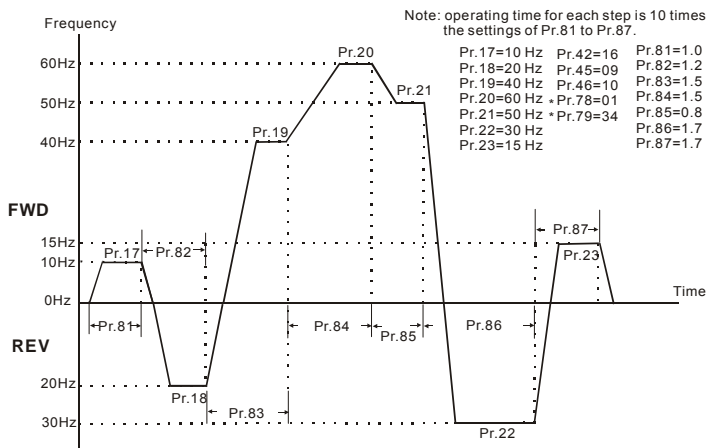 Note: operating time for each step is 10 times
the settings of Pr.81 to Pr.87.
Frequency
Pr.17=10 Hz Pr.42=16 Pr.81=1.0
Pr.18=20 Hz Pr.45=09 Pr.82=1.2
Pr.19=40 Hz Pr.46=10 Pr.83=1.5
Pr.20=60 Hz *Pr.78=01 Pr.84=1.5
Pr.21=50 Hz *Pr.79=34 Pr.85=0.8
Pr.22=30 Hz Pr.86=1.7
Pr.23=15 Hz Pr.87=1.7
Pr.20
60Hz
Pr.21
50Hz
Pr.19
40Hz
FWD
Pr.87
15Hz
Pr.17 Pr.82 Pr.23
10Hz
Time
0Hz
Pr.81 Pr.84 Pr.85 Pr.86
REV
20Hz
Pr.18
Pr.83
30Hz
Pr.22